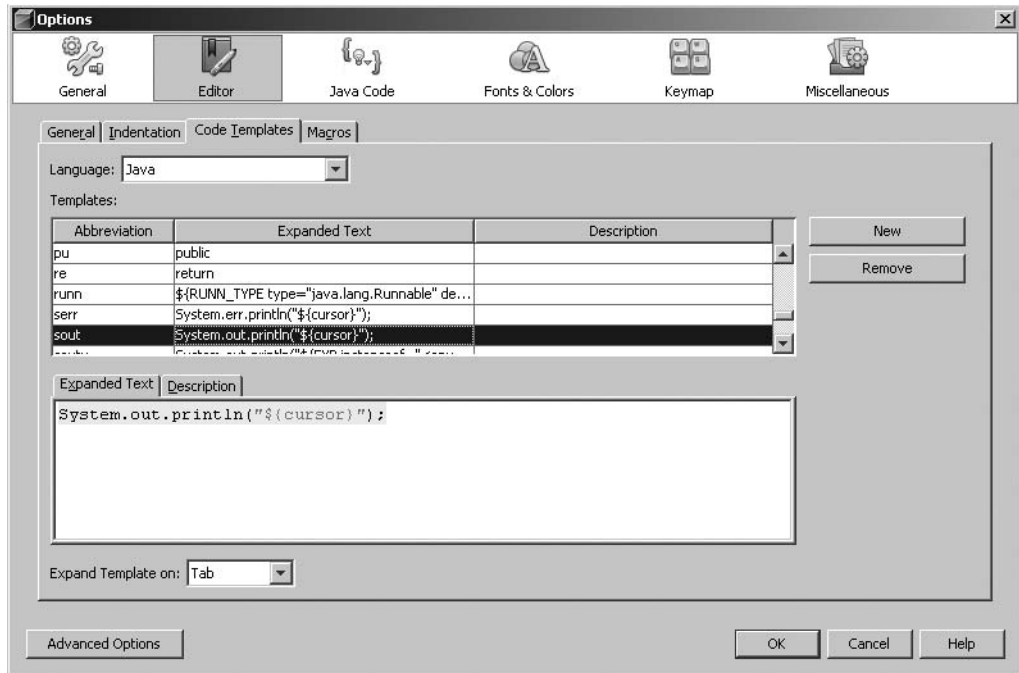 Options
General Editor Java Code Fonts & Colors Keymap Miscellaneous
General Indentation Code Templates Macros
Language: Java
Templates:
Abbreviation Expanded Text Description New
pu public
re return Remove
runn ${RUNN_TYPE type="java.lang.Runnable" de...
serr System.err.println("${cursor}");
sout System.out.println("${cursor}");
Expanded Text Description
System.out.println("${cursor}");
Expand Template on: Tab
Advanced Options OK Cancel Help